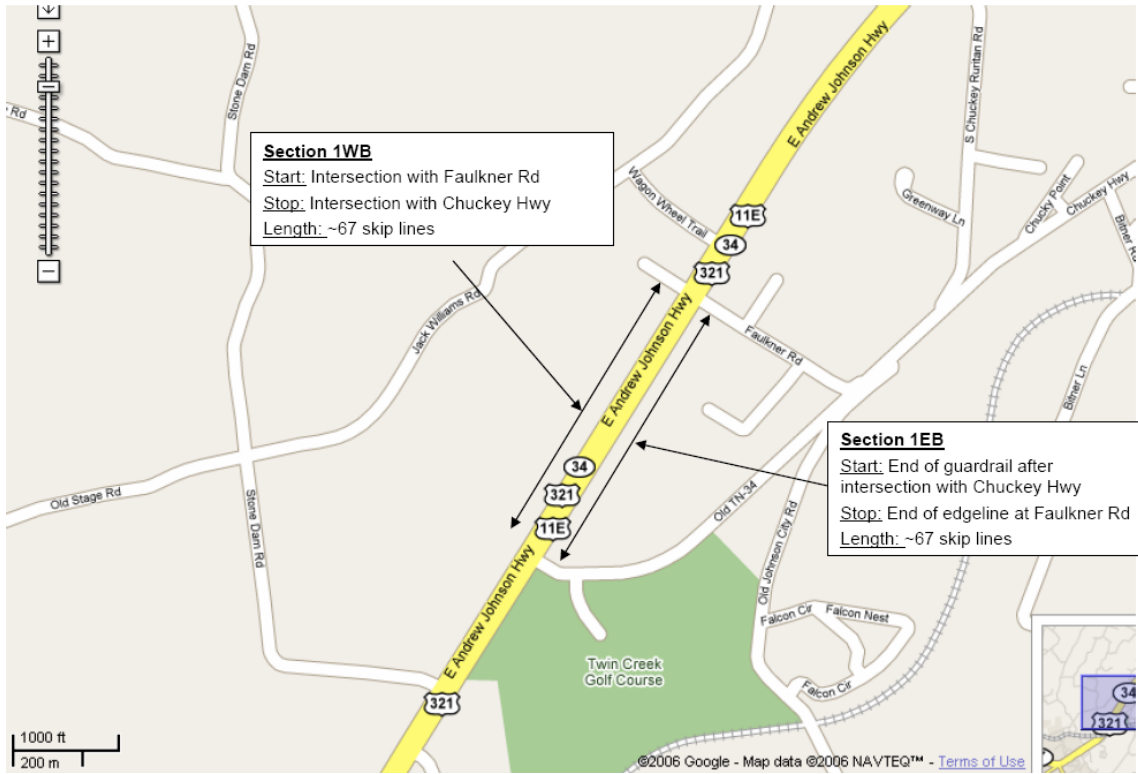 Stone Dam Rd
e Rd
E Andrew Johnson Hwy
S Chuckey Ruritan Rd
Section 1WB
Start: Intersection with Faulkner Rd
Stop: Intersection with Chuckey Hwy
Length: ~67 skip lines
Wagon Wheel Trail
11E
34
321
Greenway Ln
Chucky Point
Chuckey Hwy
Bitner Rd
Jack Williams Rd
E Andrew Johnson Hwy
Faulkner Rd
Bitner Ln
Section 1EB
Start: End of guardrail after
intersection with Chuckey Hwy
Stop: End of edgeline at Faulkner Rd
Length: ~67 skip lines
34
321
11E
Old Stage Rd
Stone Dam Rd
Old TN-34
Old Johnson City Rd
E Andrew Johnson Hwy
Falcon Cir
Falcon Nest
Twin Creek
Golf Course
Falcon Cir
321
34
321
1000 ft
200 m
©2006 Google - Map data ©2006 NAVTEQ™ - Terms of Use